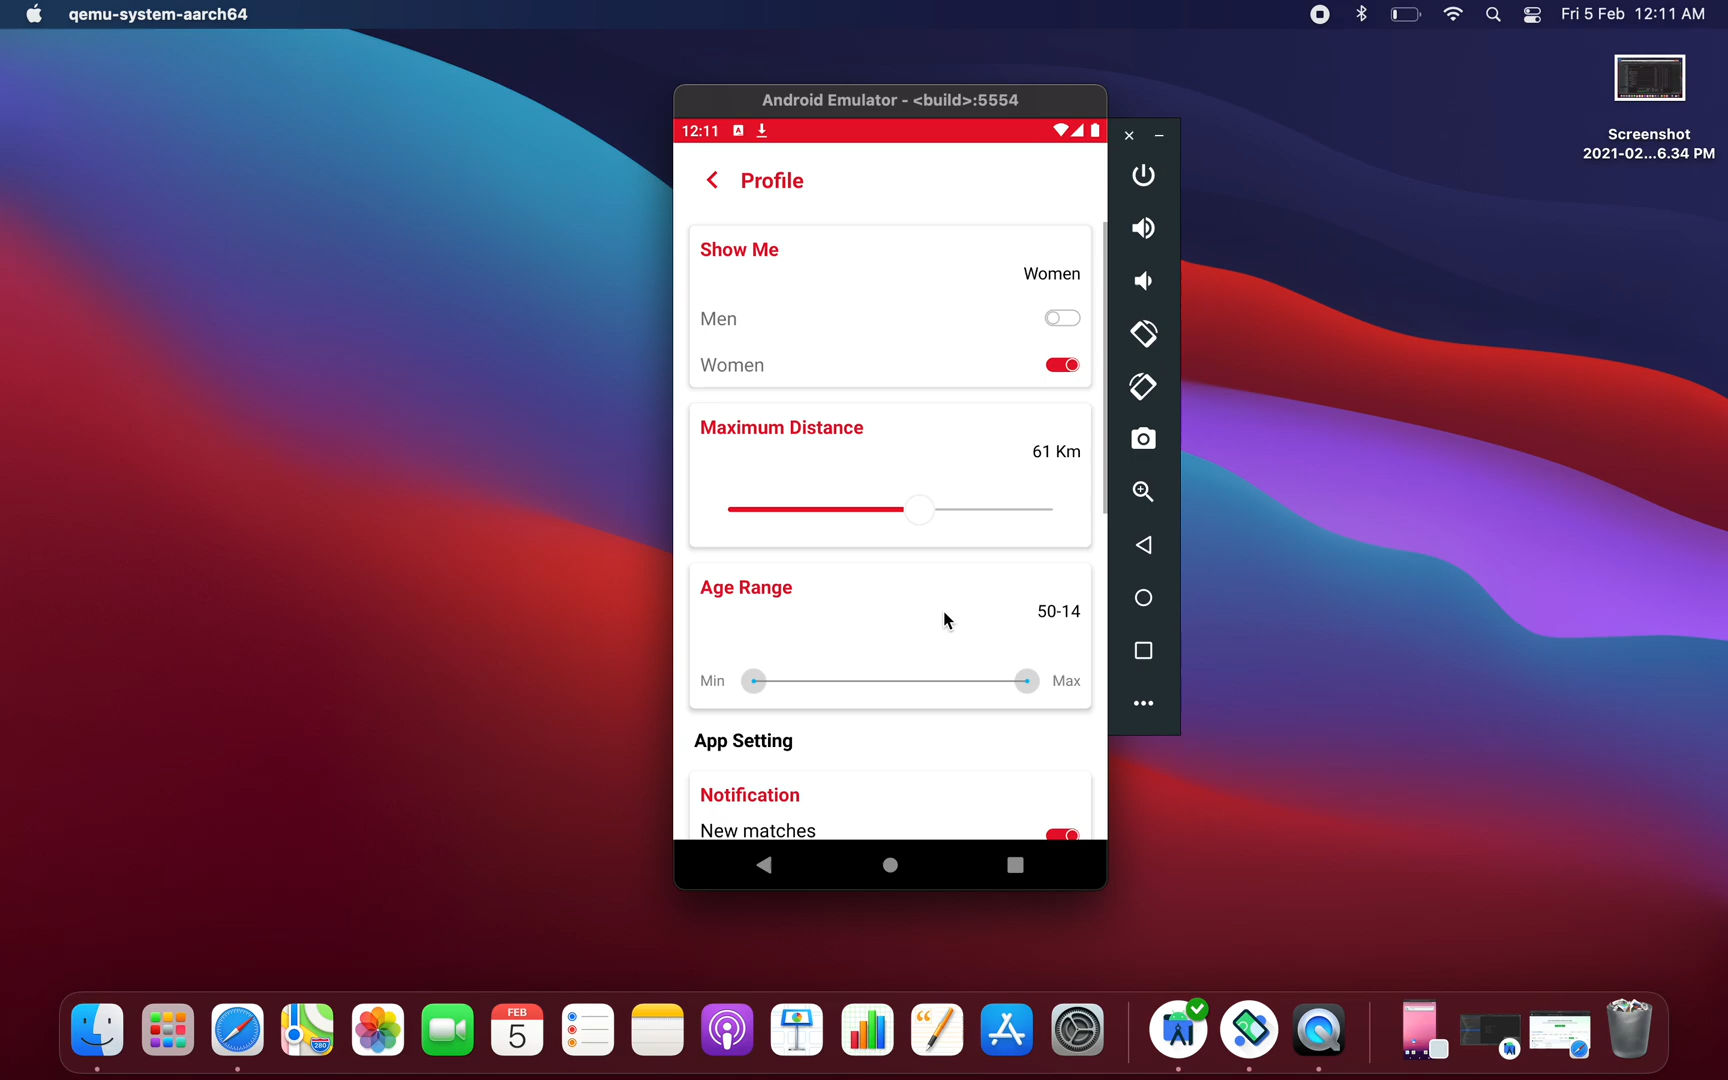 qemu-system-aarch64
Fri 5 Feb 12:11 AM
Screenshot
2021-02...6.34 PM
Android Emulator - <build>:5554
12:11
Profile
Show Me
Women
Men
Women
Maximum Distance
61 Km
Age Range
50-14
Min
Max
App Setting
Notification
New matches
FEB
5
280